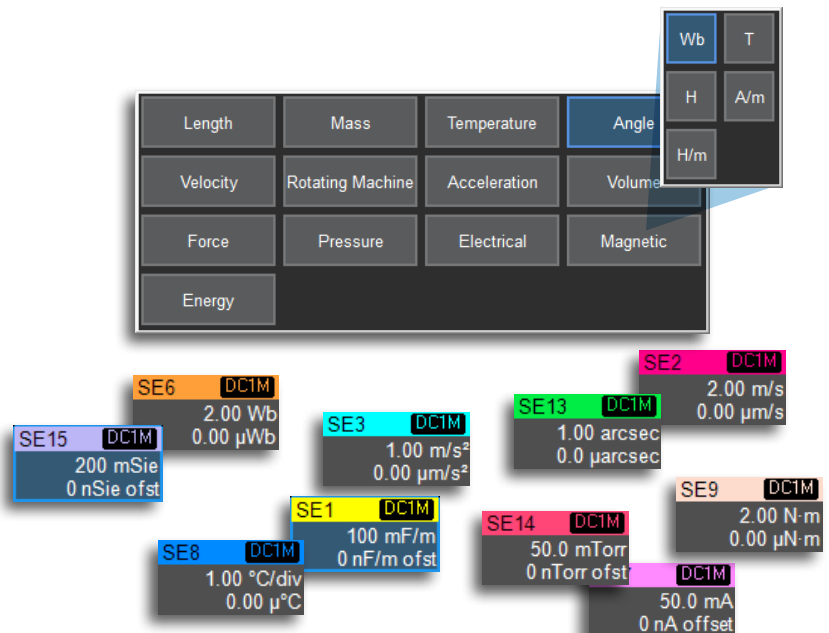 Wb
T
H
A/m
H/m
Length
Mass
Temperature
Angle
Velocity
Rotating Machine
Acceleration
Volume
Force
Pressure
Electrical
Magnetic
Energy
SE2 DC1M
2.00 m/s
0.00 µm/s
SE6 DC1M
2.00 Wb
0.00 µWb
SE13 DC1M
1.00 arcsec
0.0 µarcsec
SE3 DC1M
1.00 m/s²
0.00 µm/s²
SE15 DC1M
200 mSie
0 nSie ofst
SE9 DC1M
2.00 N·m
0.00 µN·m
SE1 DC1M
100 mF/m
0 nF/m ofst
SE14 DC1M
50.0 mTorr
0 nTorr ofst
SE8 DC1M
1.00 °C/div
0.00 µ°C
DC1M
50.0 mA
0 nA offset